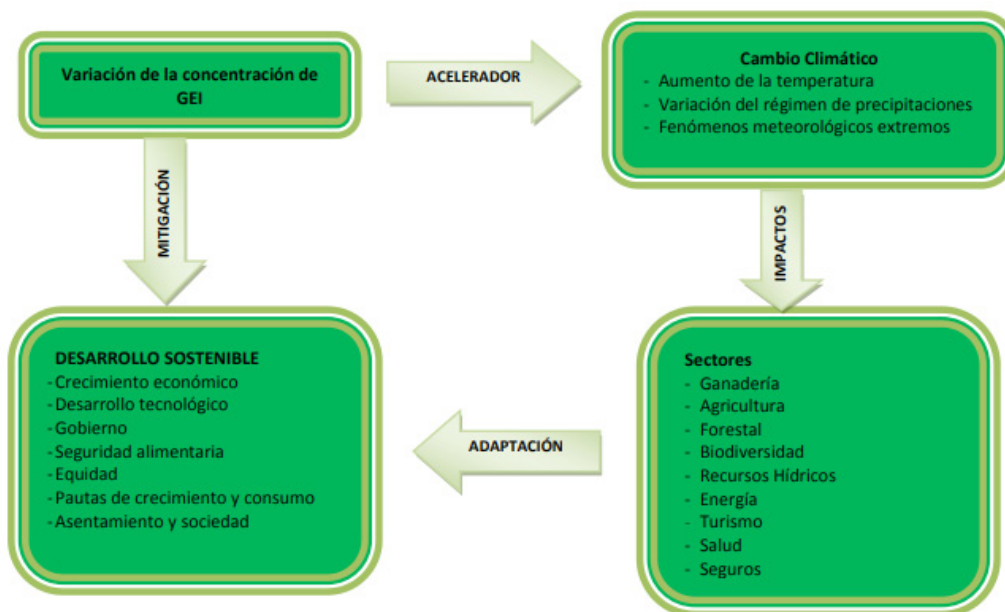 Variación de la concentración de
GEI
ACELERADOR
Cambio Climático
- Aumento de la temperatura
- Variación del régimen de precipitaciones
- Fenómenos meteorológicos extremos
MITIGACIÓN
IMPACTOS
DESARROLLO SOSTENIBLE
- Crecimiento económico
- Desarrollo tecnológico
- Gobierno
- Seguridad alimentaria
- Equidad
- Pautas de crecimiento y consumo
- Asentamiento y sociedad
ADAPTACIÓN
Sectores
- Ganadería
- Agricultura
- Forestal
- Biodiversidad
- Recursos Hídricos
- Energía
- Turismo
- Salud
- Seguros